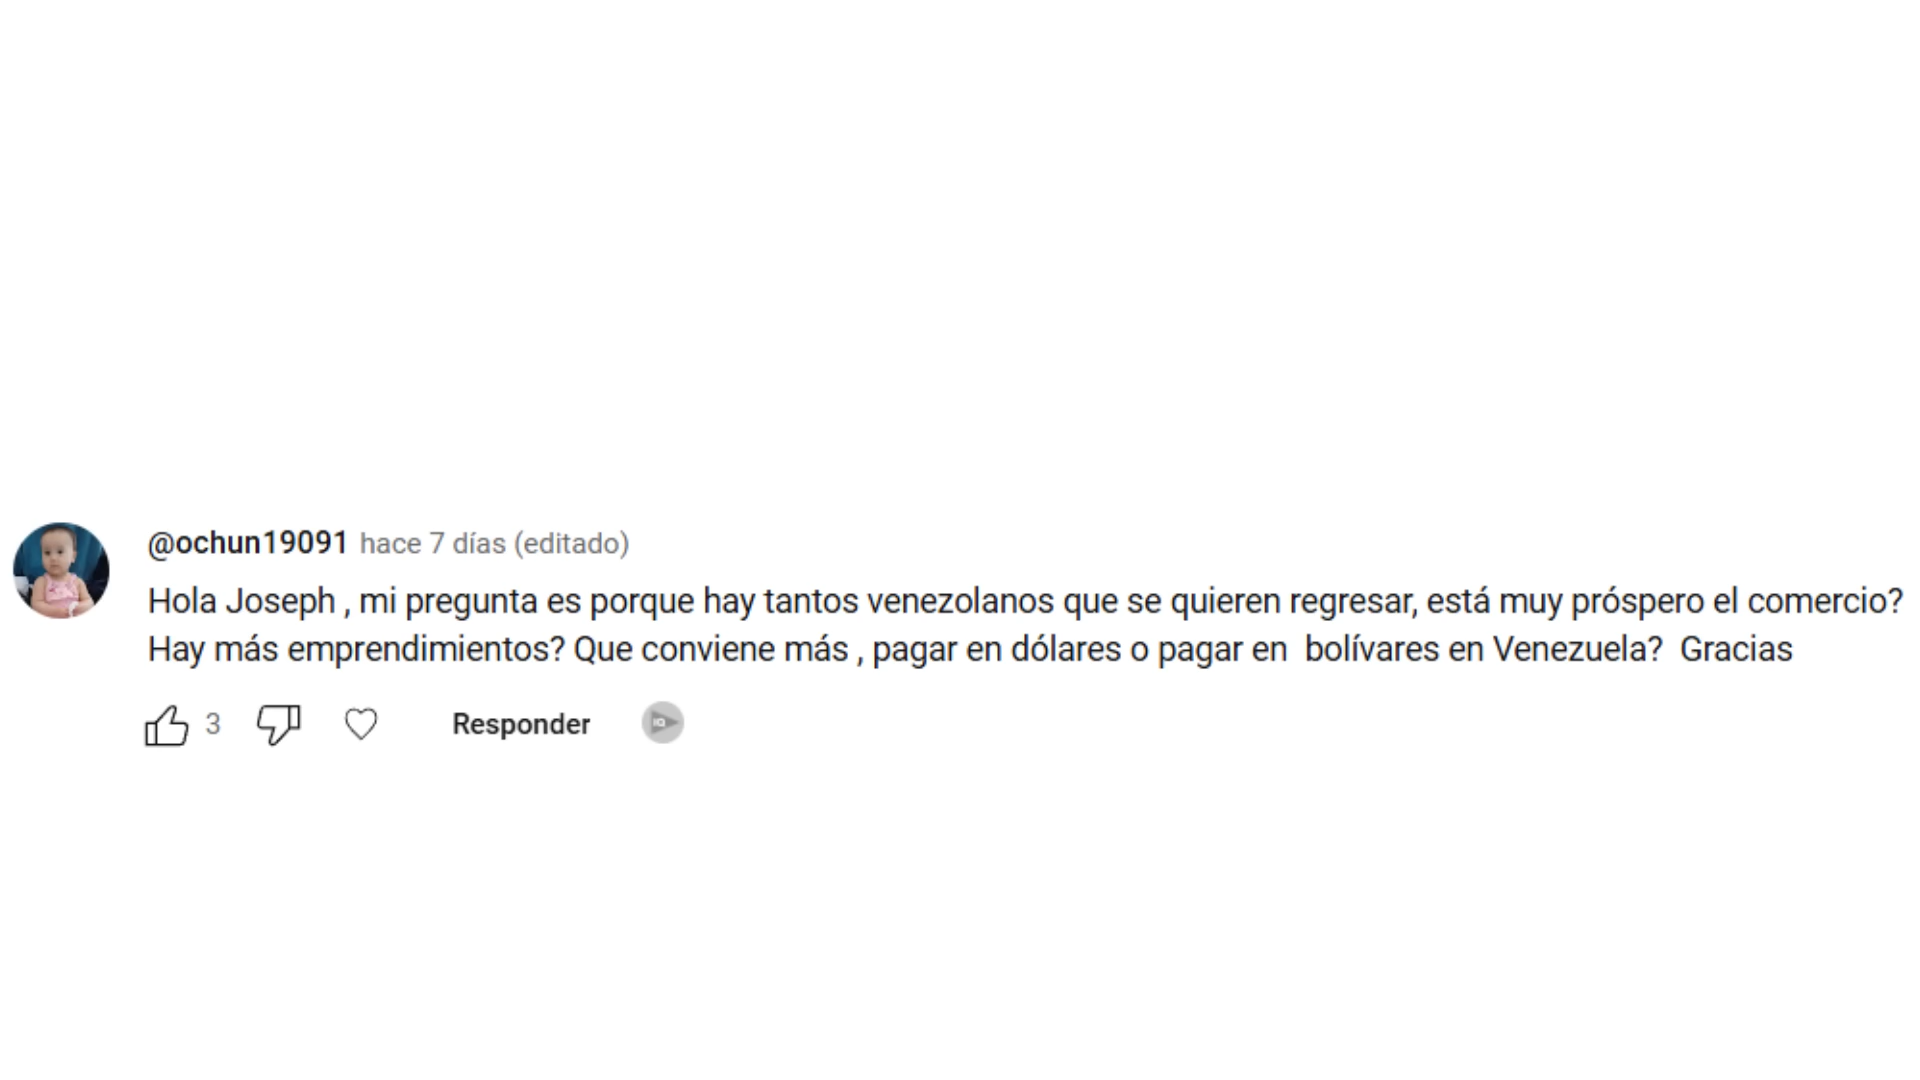 @ochun19091 hace 7 días (editado)
Hola Joseph , mi pregunta es porque hay tantos venezolanos que se quieren regresar, está muy próspero el comercio?
Hay más emprendimientos? Que conviene más , pagar en dólares o pagar en  bolívares en Venezuela?  Gracias
3 Responder IQ